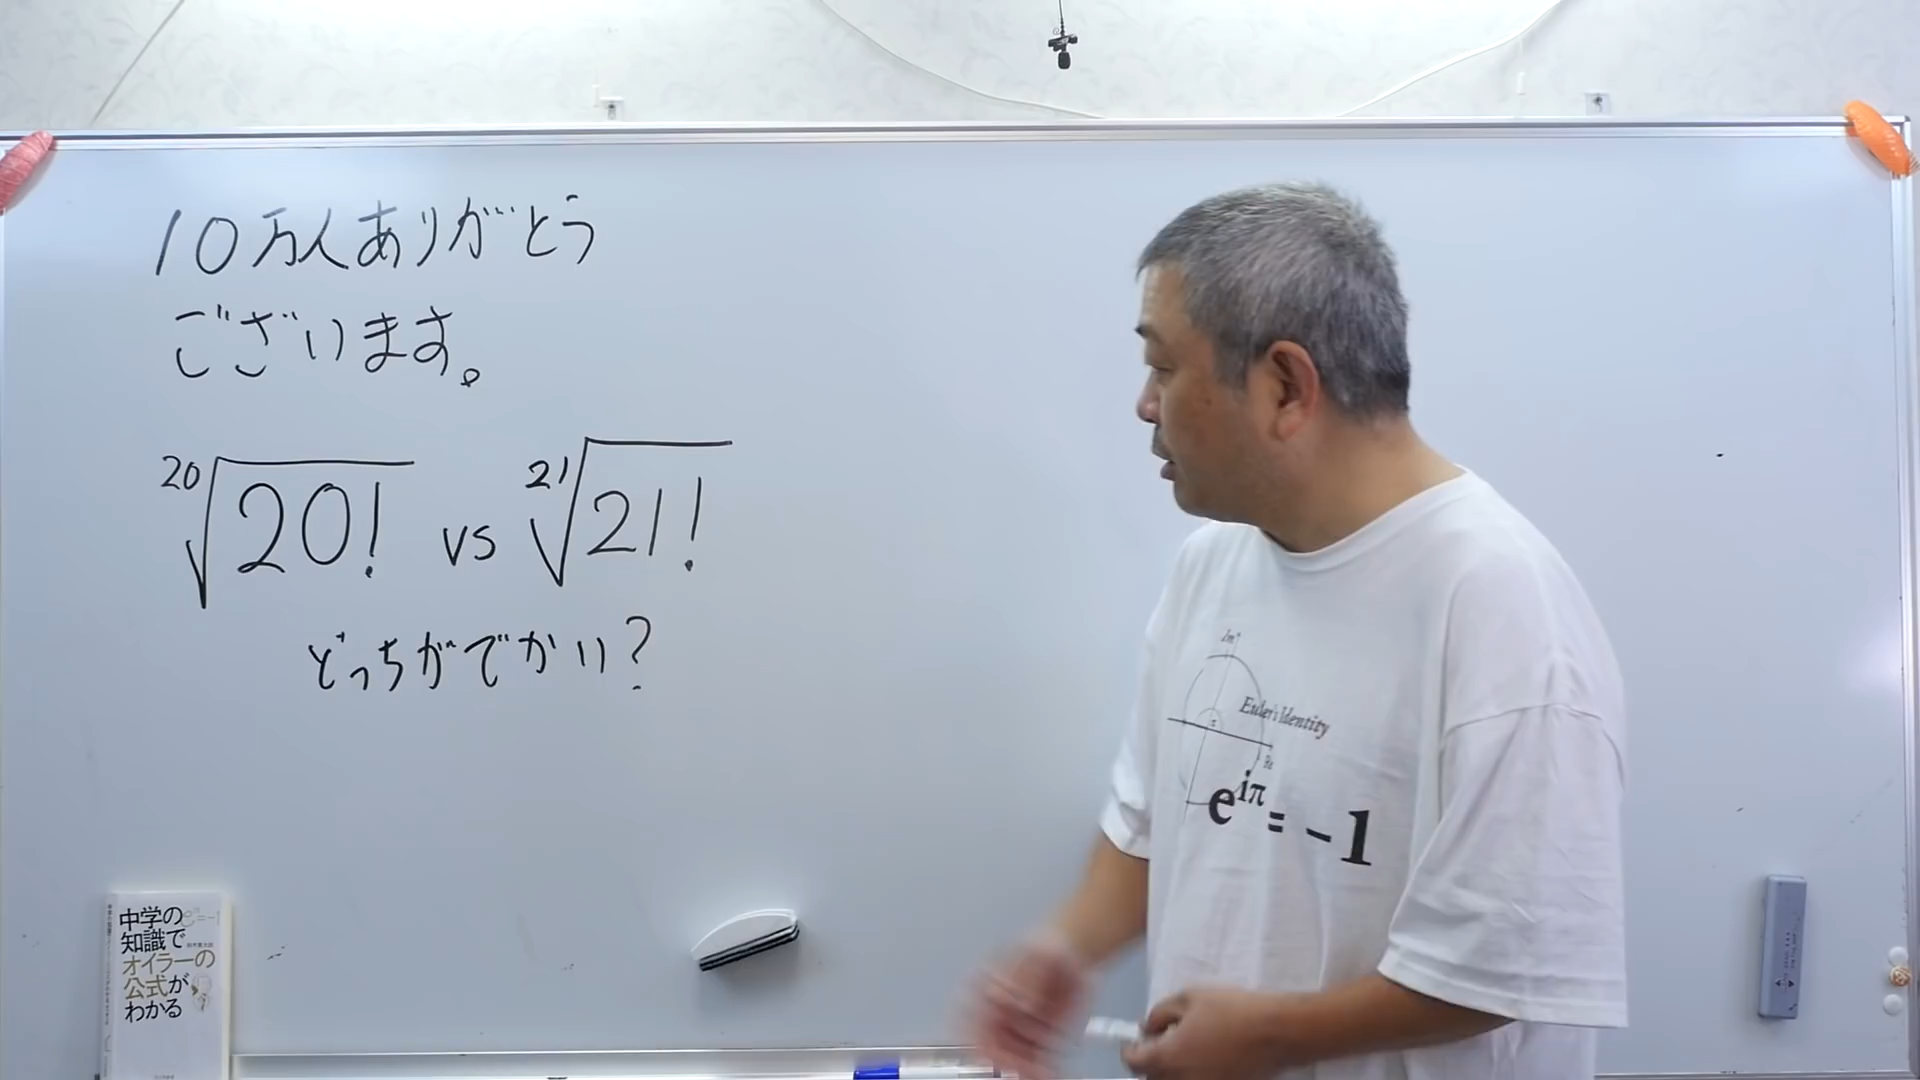 10万人ありがとう
ございます。
²⁰√20! vs ²¹√21!
どっちがでかい?
Im
Euler's Identity
Re
e^iπ = -1
中学の
知識で
オイラーの
公式が
わかる